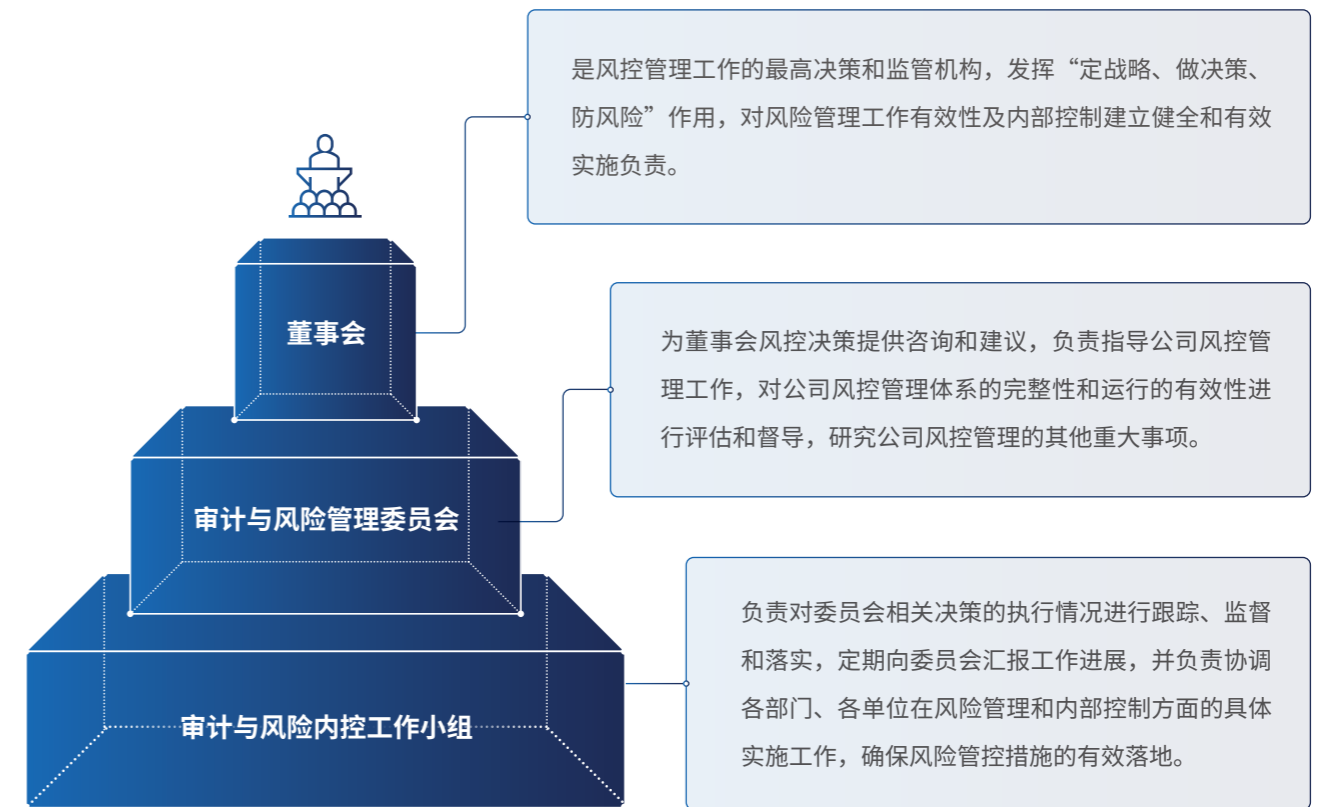 是风控管理工作的最高决策和监管机构，发挥“定战略、做决策、
防风险”作用，对风险管理工作有效性及内部控制建立健全和有效
实施负责。
董事会
为董事会风控决策提供咨询和建议，负责指导公司风控管
理工作，对公司风控管理体系的完整性和运行的有效性进
行评估和督导，研究公司风控管理的其他重大事项。
审计与风险管理委员会
负责对委员会相关决策的执行情况进行跟踪、监督
和落实，定期向委员会汇报工作进展，并负责协调
各部门、各单位在风险管理和内部控制方面的具体
实施工作，确保风险管控措施的有效落地。
审计与风险内控工作小组